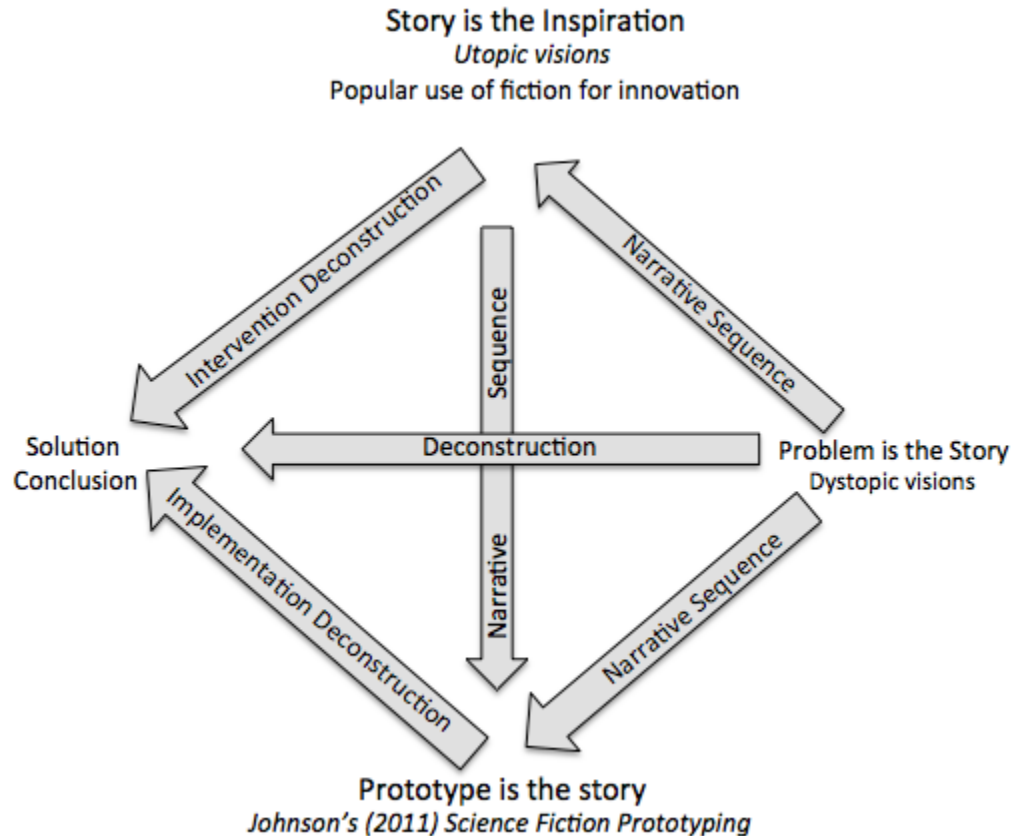 Story is the Inspiration
Utopic visions
Popular use of fiction for innovation
Intervention Deconstruction
Narrative Sequence
Sequence
Deconstruction
Narrative
Solution
Conclusion
Problem is the Story
Dystopic visions
Implementation Deconstruction
Narrative Sequence
Prototype is the story
Johnson's (2011) Science Fiction Prototyping